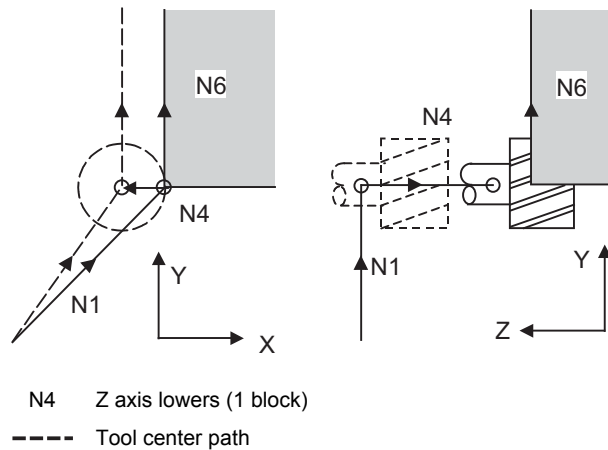 N6
N6
N4
N4
N1
N1
Y
Y
X
Z
N4 Z axis lowers (1 block)
Tool center path